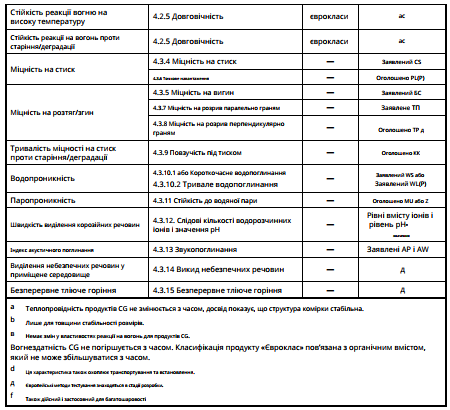 Стійкість реакції вогню на високу температуру 4.2.5 Довговічність єврокласи ас
Стійкість реакції на вогонь проти старіння/деградації 4.2.5 Довговічність єврокласи ас
Міцність на стиск 4.3.4 Міцність на стиск — Заявлений CS
4.3.6 Точкове навантаження — Оголошено PL(P)
Міцність на розтяг/згин 4.3.5 Міцність на вигин — Заявлений БС
4.3.7 Міцність на розрив паралельно граням — Заявлене ТП
4.3.8 Міцність на розрив перпендикулярно граням — Оголошено ТР д
Тривалість міцності на стиск проти старіння/деградації 4.3.9 Повзучість під тиском — Оголошено КК
Водопроникність 4.3.10.1 або Короткочасне водопоглинання
4.3.10.2 Тривале водопоглинання — Заявлений WS або
Заявлений WL(P)
Паропроникність 4.3.11 Стійкість до водяної пари — Оголошено MU або Z
Швидкість виділення корозійних речовин 4.3.12. Слідові кількості водорозчинних іонів і значення pH — Рівні вмісту іонів і рівень pH•
Індекс акустичного поглинання 4.3.13 Звукопоглинання — Заявлені AP і AW
Виділення небезпечних речовин у приміщене середовище 4.3.14 Викид небезпечних речовин — д
Безперервне тліюче горіння 4.3.15 Безперервне тліюче горіння — д
a Теплопровідність продуктів CG не змінюється з часом, досвід показує, що структура комірки стабільна.
b Лише для товщини стабільності розмірів.
в Немає змін у властивостях реакції на вогонь для продуктів CG.
Вогнездатність CG не погіршується з часом. Класифікація продукту «Євроклас» пов'язана з органічним вмістом,
який не може збільшуватися з часом.
d Ця характеристика також охоплює транспортування та встановлення.
д Європейські методи тестування знаходяться в стадії розробки.
f Також дійсний і застосовний для багатошаровості